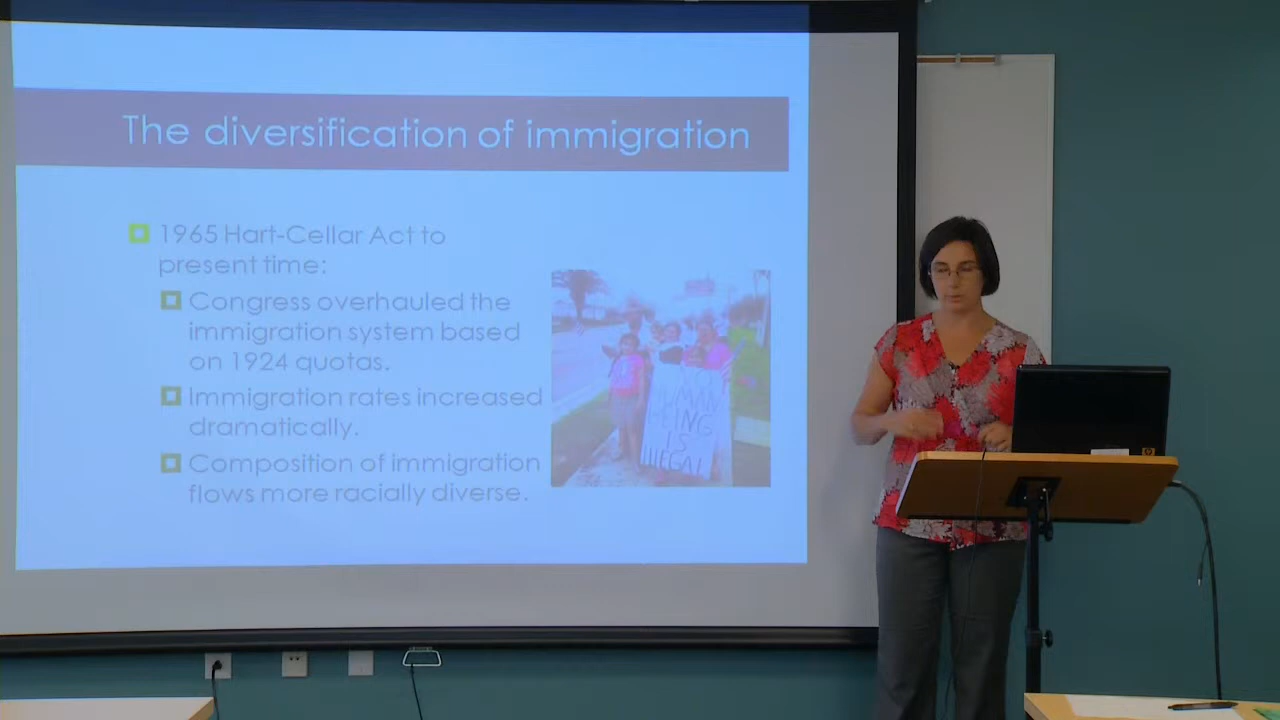 The diversification of immigration
1965 Hart-Cellar Act to
present time:
Congress overhauled the
immigration system based
on 1924 quotas.
Immigration rates increased
dramatically.
Composition of immigration
flows more racially diverse.
HUMAN
BEING
IS
ILLEGAL
hp